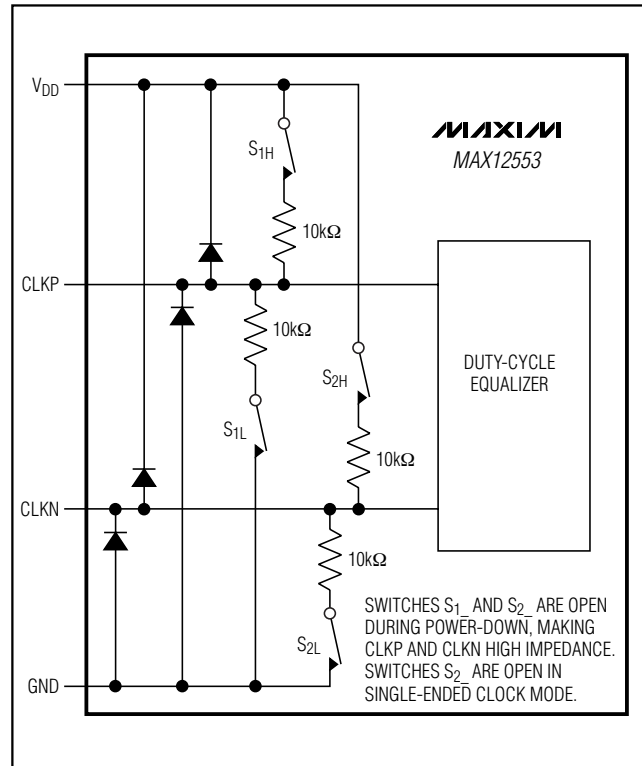 V_DD
MAXIM
MAX12553
S_1H
10kΩ
CLKP
10kΩ
S_2H
DUTY-CYCLE
EQUALIZER
S_1L
10kΩ
CLKN
10kΩ
SWITCHES S_1_ AND S_2_ ARE OPEN
DURING POWER-DOWN, MAKING
CLKP AND CLKN HIGH IMPEDANCE.
SWITCHES S_2_ ARE OPEN IN
SINGLE-ENDED CLOCK MODE.
S_2L
GND